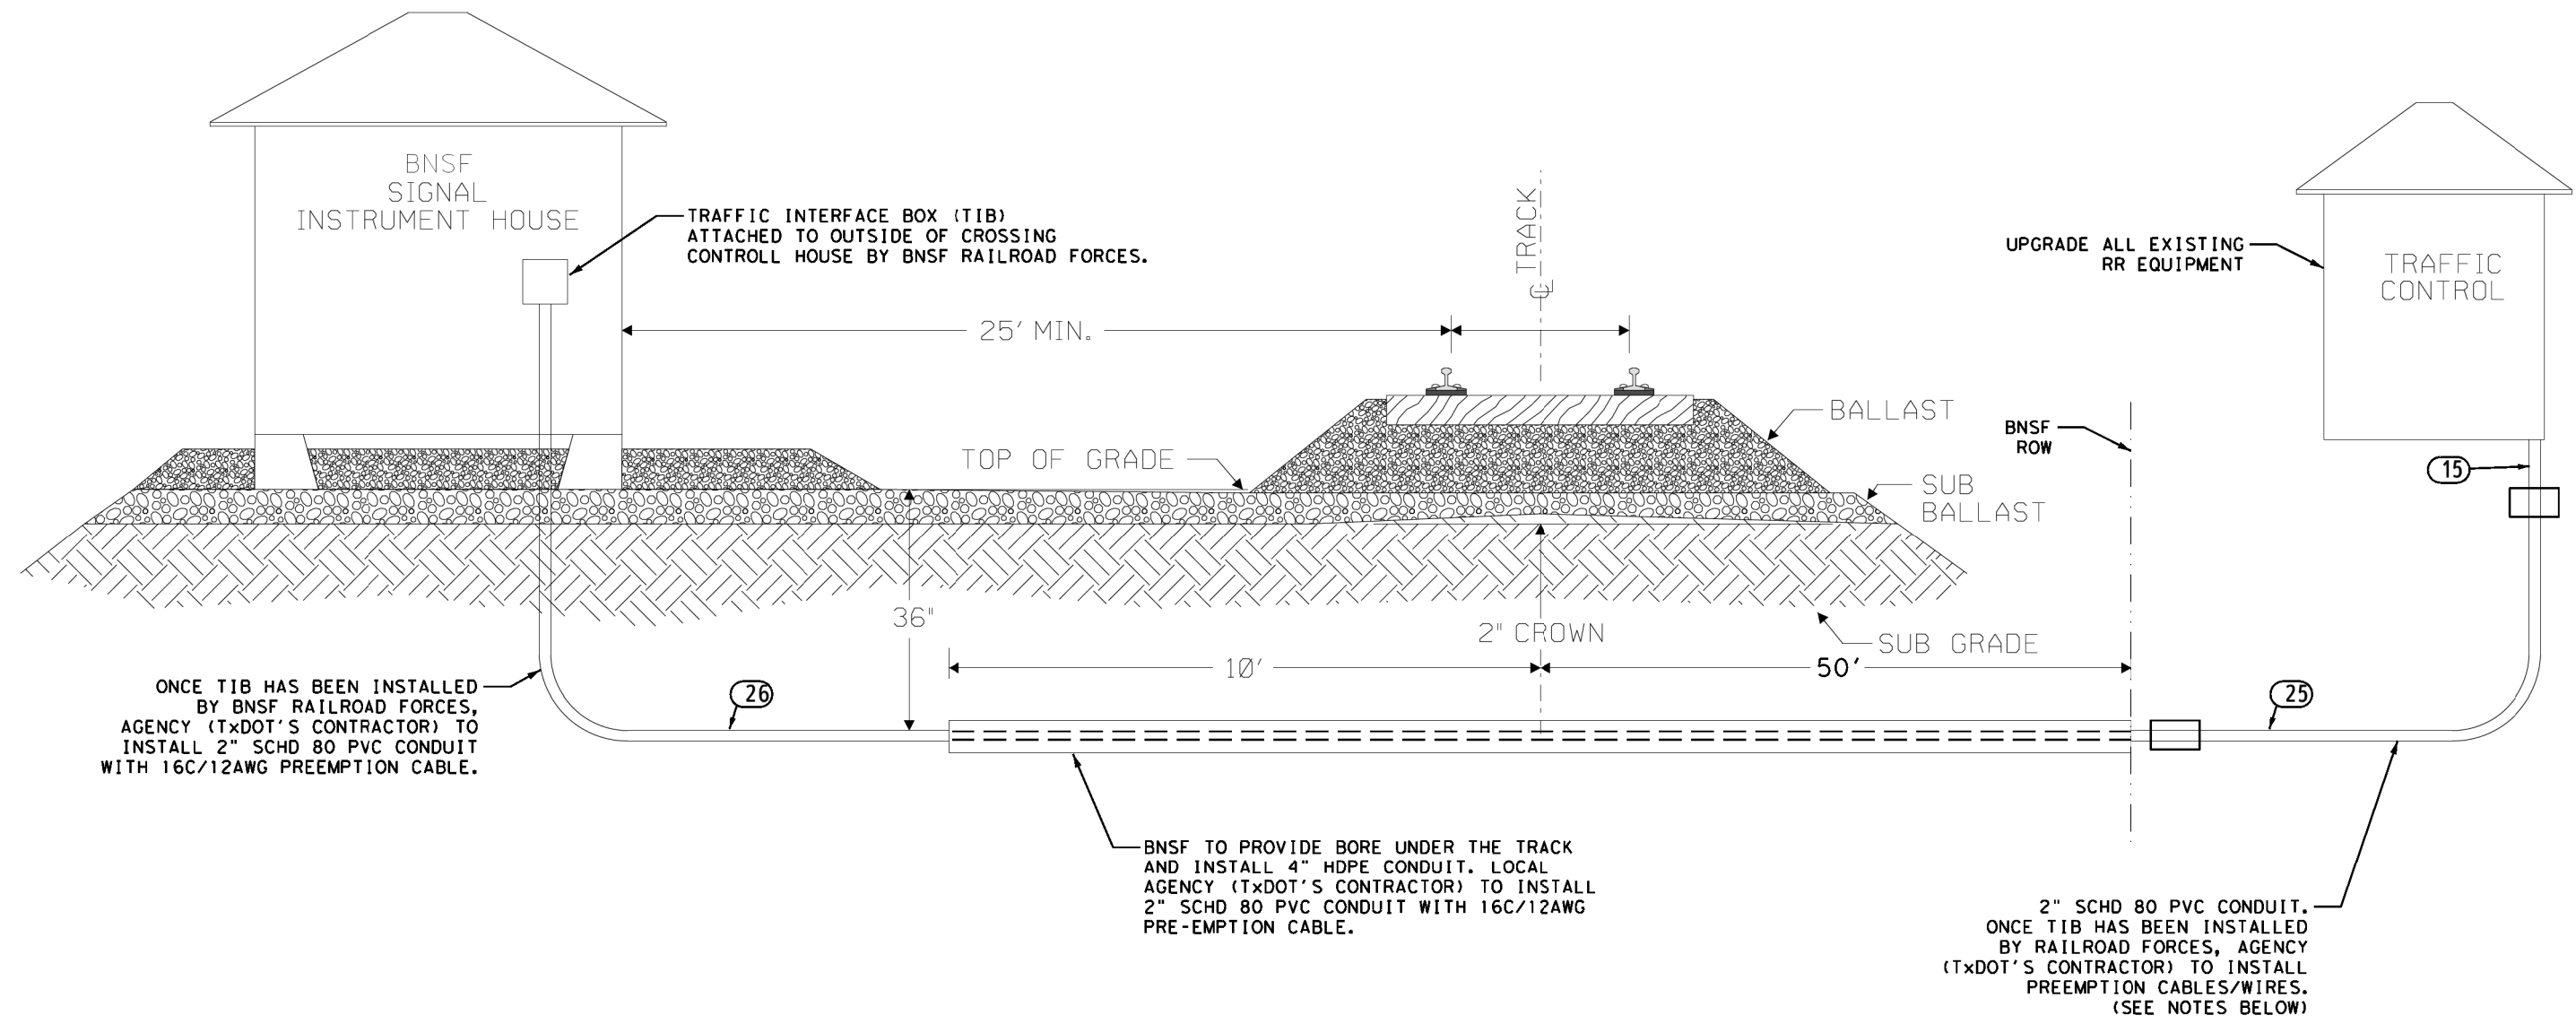 BNSF
SIGNAL
INSTRUMENT HOUSE
TRAFFIC INTERFACE BOX (TIB)
ATTACHED TO OUTSIDE OF CROSSING
CONTROLL HOUSE BY BNSF RAILROAD FORCES.
℄ TRACK
UPGRADE ALL EXISTING
RR EQUIPMENT
TRAFFIC
CONTROL
25' MIN.
BALLAST
BNSF
ROW
TOP OF GRADE
15
SUB
BALLAST
36"
2" CROWN
SUB GRADE
10'
50'
ONCE TIB HAS BEEN INSTALLED
BY BNSF RAILROAD FORCES,
AGENCY (TxDOT'S CONTRACTOR) TO
INSTALL 2" SCHD 80 PVC CONDUIT
WITH 16C/12AWG PREEMPTION CABLE.
26
25
BNSF TO PROVIDE BORE UNDER THE TRACK
AND INSTALL 4" HDPE CONDUIT. LOCAL
AGENCY (TxDOT'S CONTRACTOR) TO INSTALL
2" SCHD 80 PVC CONDUIT WITH 16C/12AWG
PRE-EMPTION CABLE.
2" SCHD 80 PVC CONDUIT.
ONCE TIB HAS BEEN INSTALLED
BY RAILROAD FORCES, AGENCY
(TxDOT'S CONTRACTOR) TO INSTALL
PREEMPTION CABLES/WIRES.
(SEE NOTES BELOW)